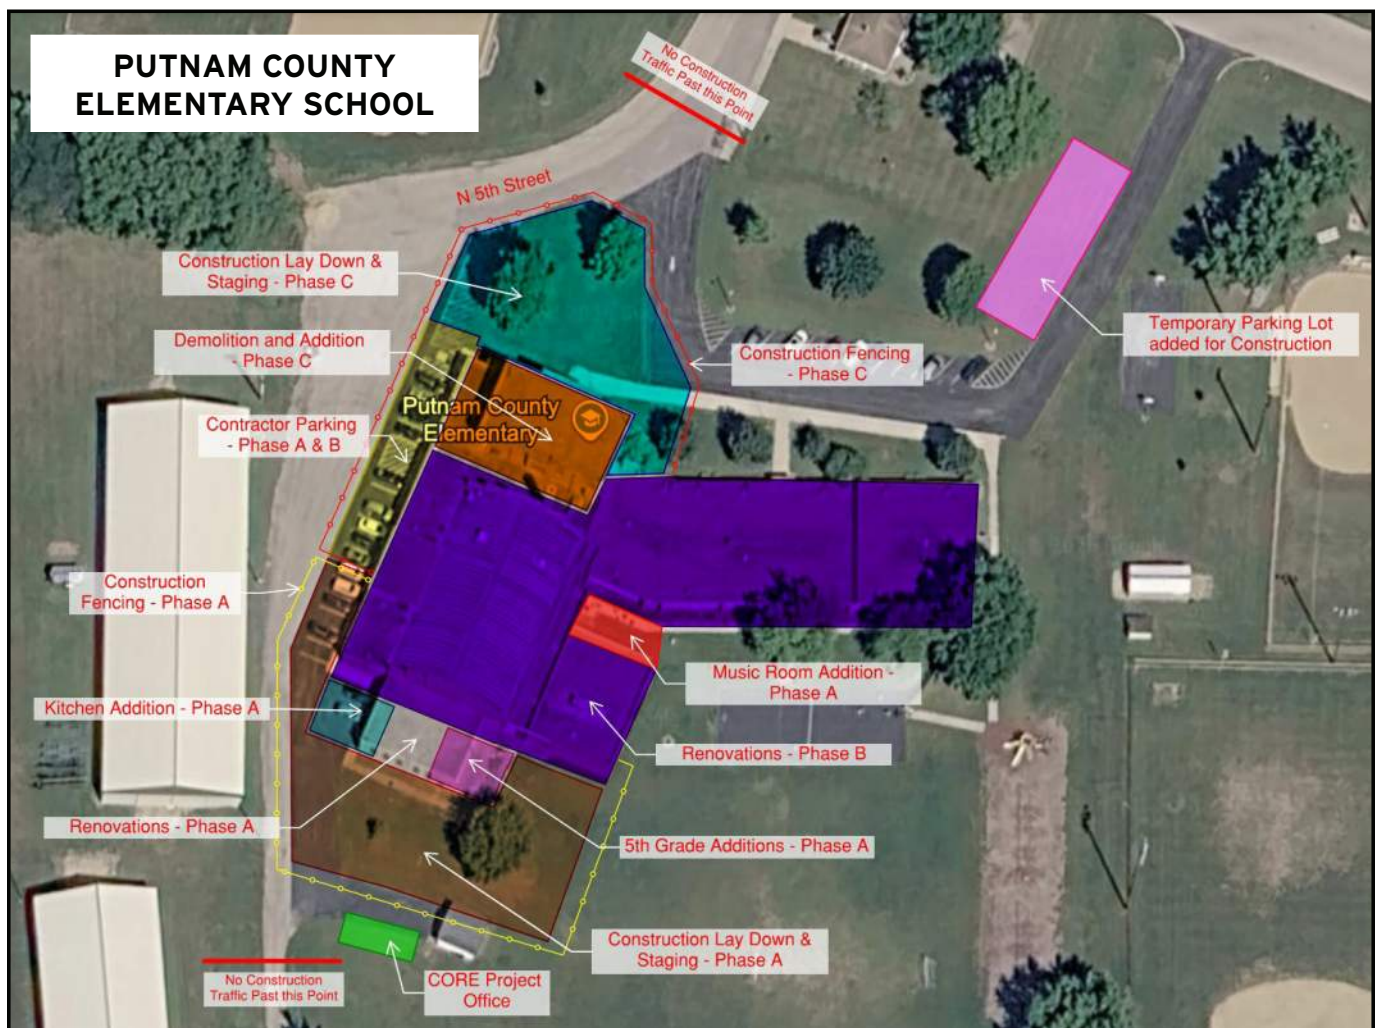 PUTNAM COUNTY
ELEMENTARY SCHOOL
No Construction
Traffic Past this Point
N 5th Street
Construction Lay Down &
Staging - Phase C
Temporary Parking Lot
added for Construction
Demolition and Addition
- Phase C
Construction Fencing
- Phase C
Putnam County
Elementary
Contractor Parking
- Phase A & B
Construction
Fencing - Phase A
Music Room Addition -
Phase A
Kitchen Addition - Phase A
Renovations - Phase B
Renovations - Phase A
5th Grade Additions - Phase A
Construction Lay Down &
Staging - Phase A
No Construction
Traffic Past this Point
CORE Project
Office